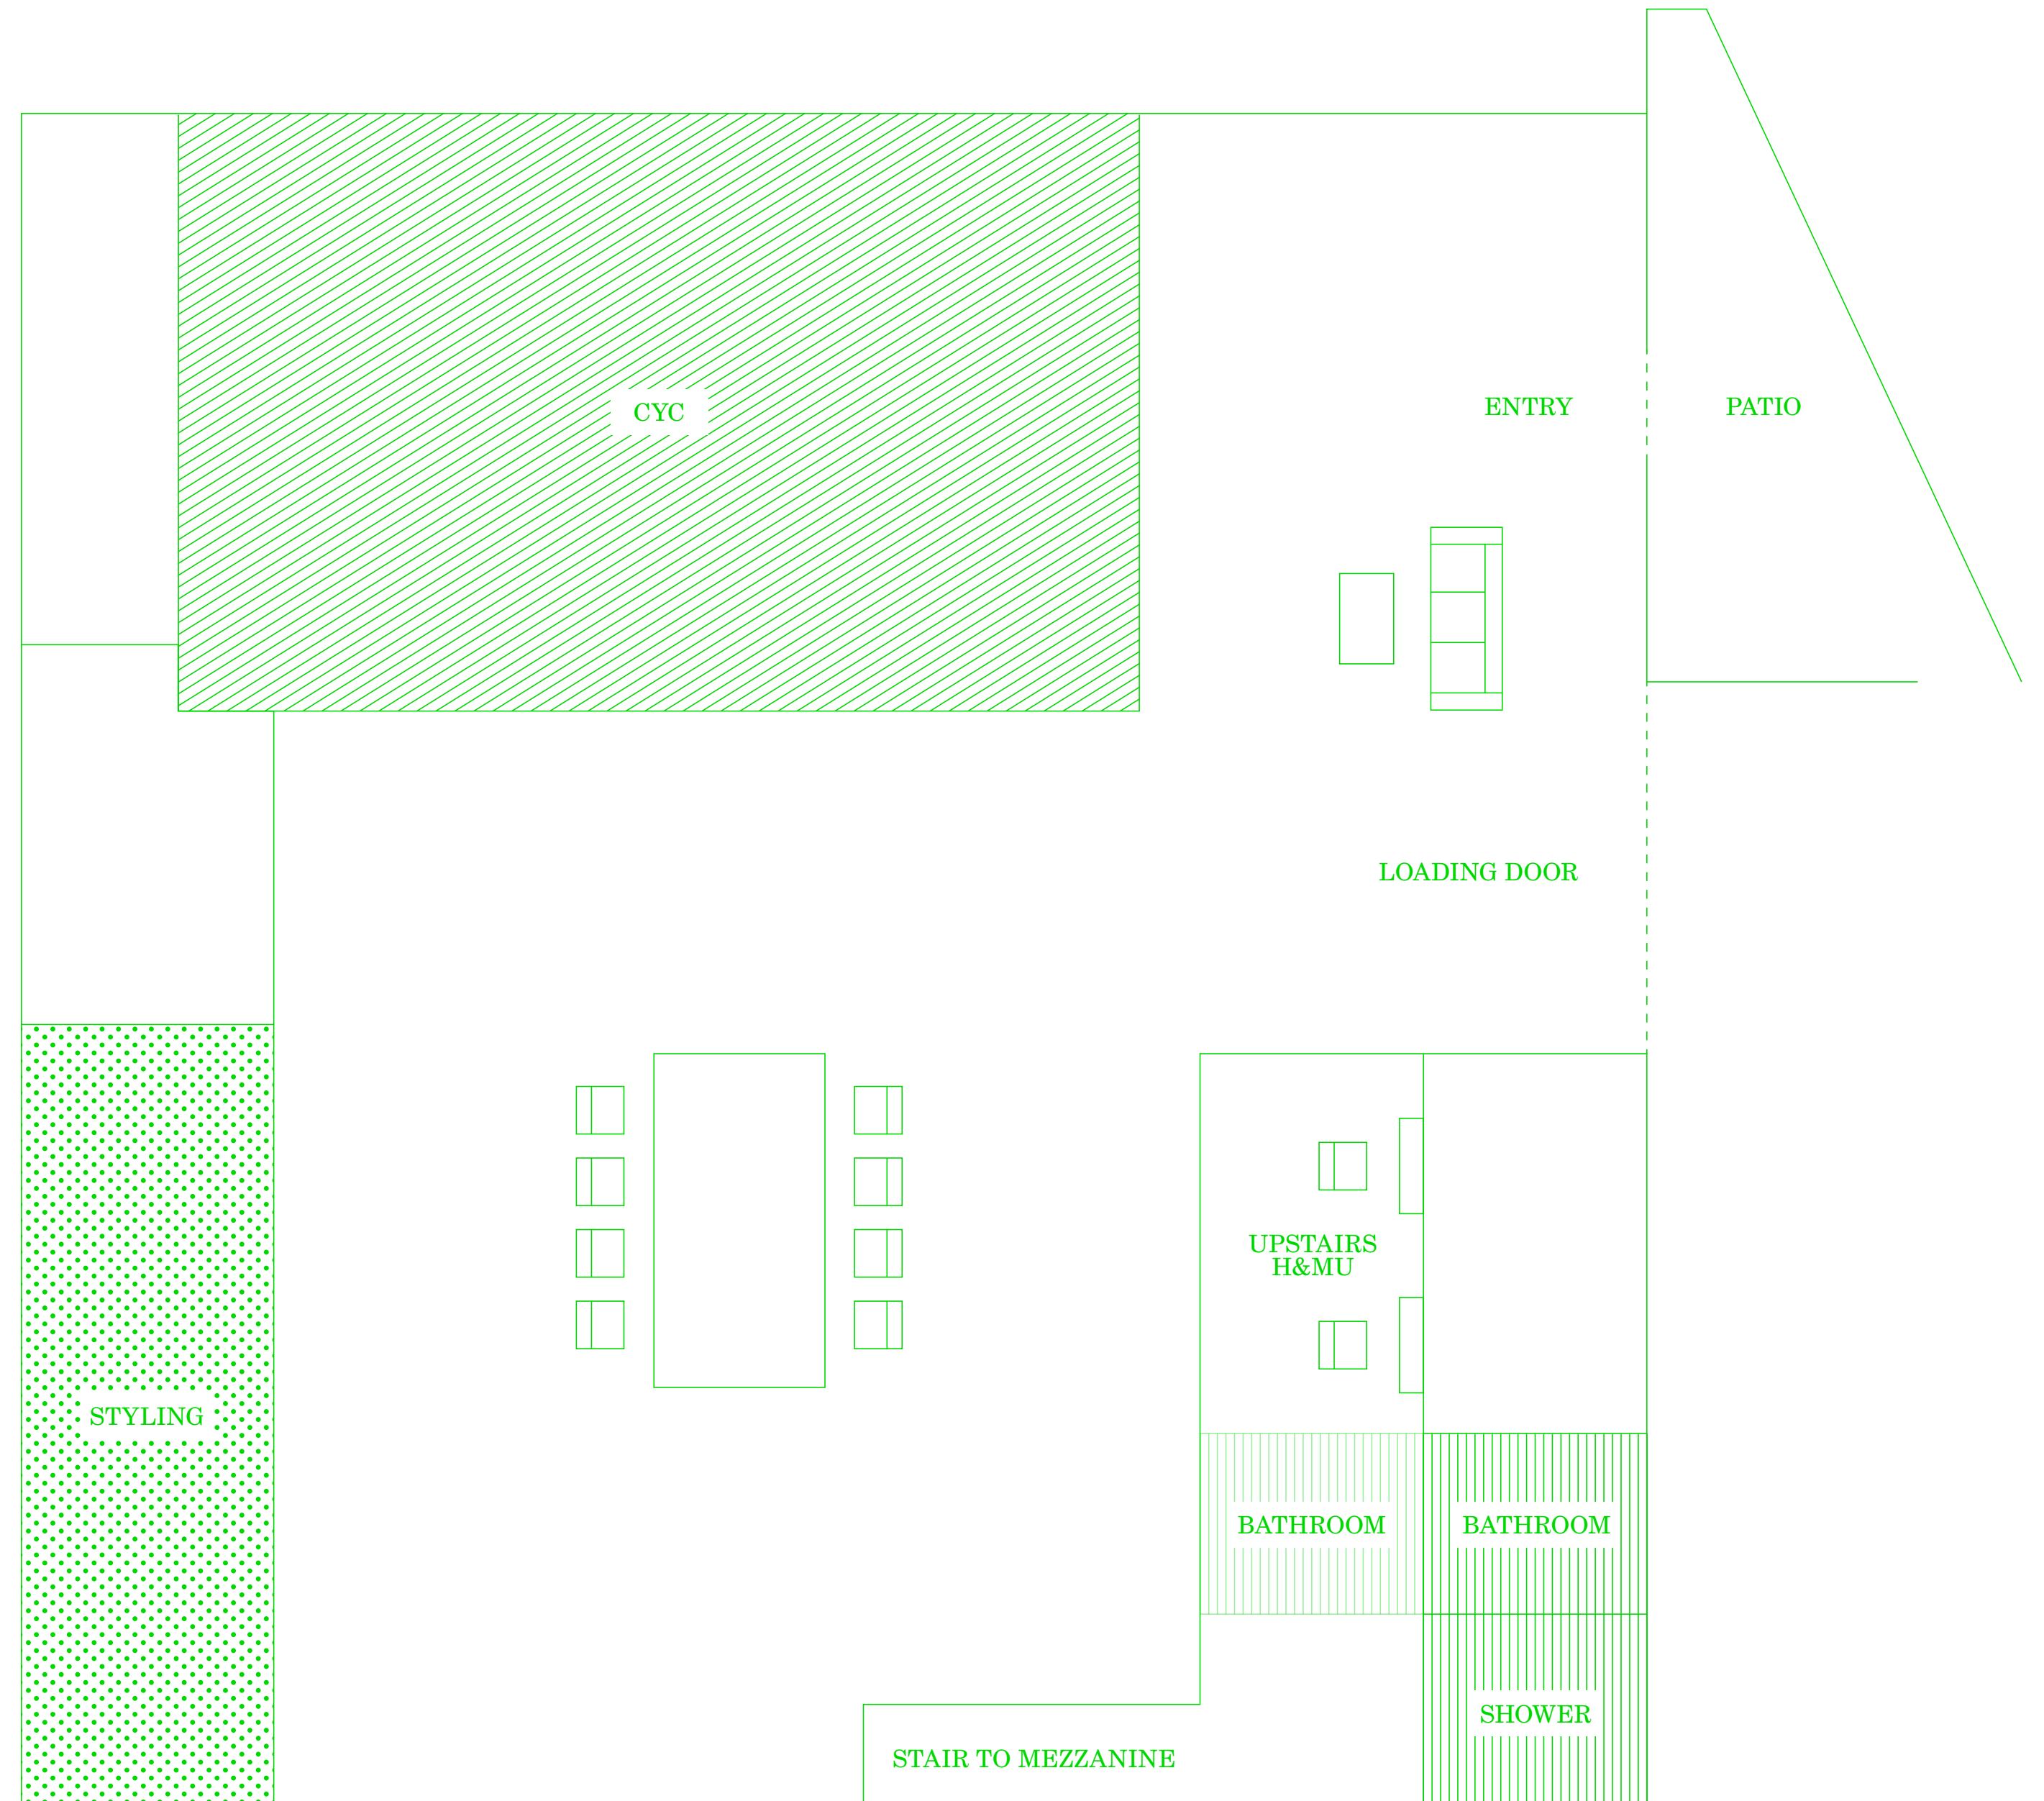 CYC
ENTRY
PATIO
LOADING DOOR
UPSTAIRS
H&MU
STYLING
BATHROOM
BATHROOM
SHOWER
STAIR TO MEZZANINE